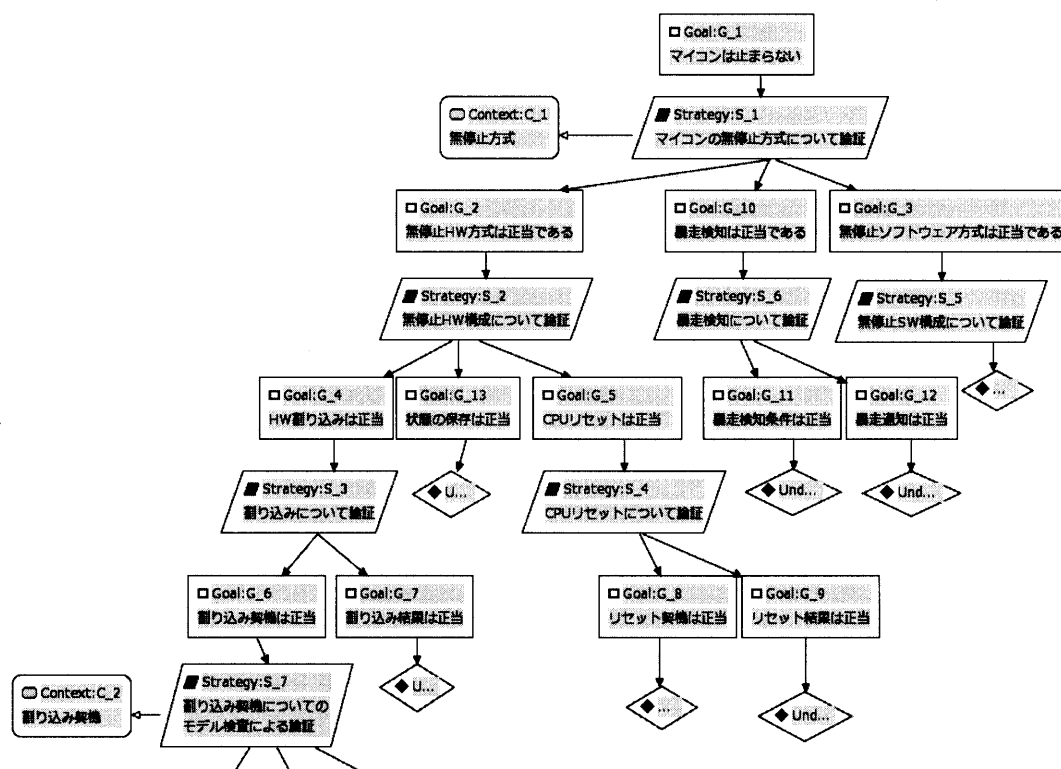 Goal:G_1
マイコンは止まらない
Context:C_1
無停止方式
Strategy:S_1
マイコンの無停止方式について論証
Goal:G_2
無停止HW方式は正当である
Goal:G_10
暴走検知は正当である
Goal:G_3
無停止ソフトウェア方式は正当である
Strategy:S_2
無停止HW構成について論証
Strategy:S_6
暴走検知について論証
Strategy:S_5
無停止SW構成について論証
...
Goal:G_4
HW割り込みは正当
Goal:G_13
状態の保存は正当
Goal:G_5
CPUリセットは正当
Goal:G_11
暴走検知条件は正当
Goal:G_12
暴走通知は正当
Strategy:S_3
割り込みについて論証
U...
Strategy:S_4
CPUリセットについて論証
Und...
Und...
Goal:G_6
割り込み契機は正当
Goal:G_7
割り込み結果は正当
Goal:G_8
リセット契機は正当
Goal:G_9
リセット結果は正当
Context:C_2
割り込み契機
Strategy:S_7
割り込み契機についての
モデル検査による論証
U...
...
Und...